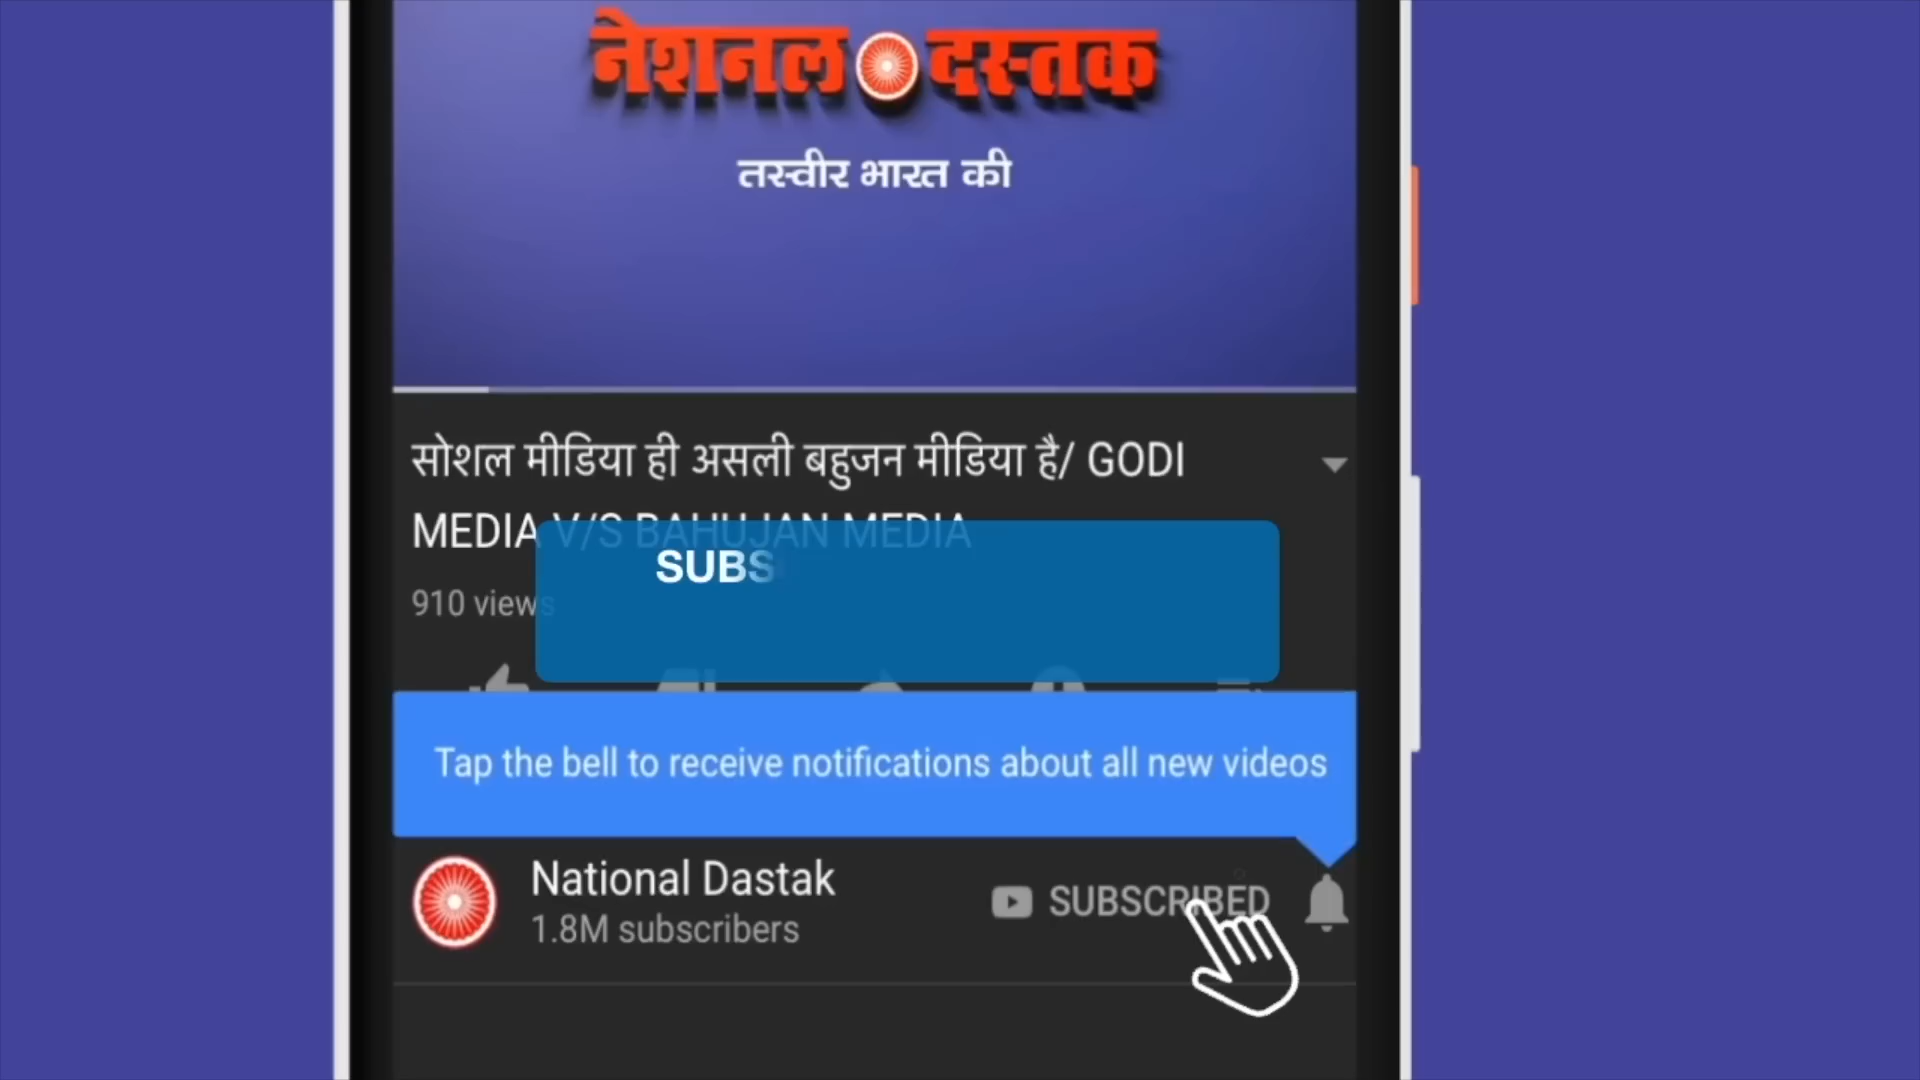 नेशनल दस्तक
तस्वीर भारत की
सोशल मीडिया ही असली बहुजन मीडिया है/ GODI
MEDIA V/S BAHUJAN MEDIA
SUBS
910 views
Tap the bell to receive notifications about all new videos
National Dastak
SUBSCRIBED
1.8M subscribers